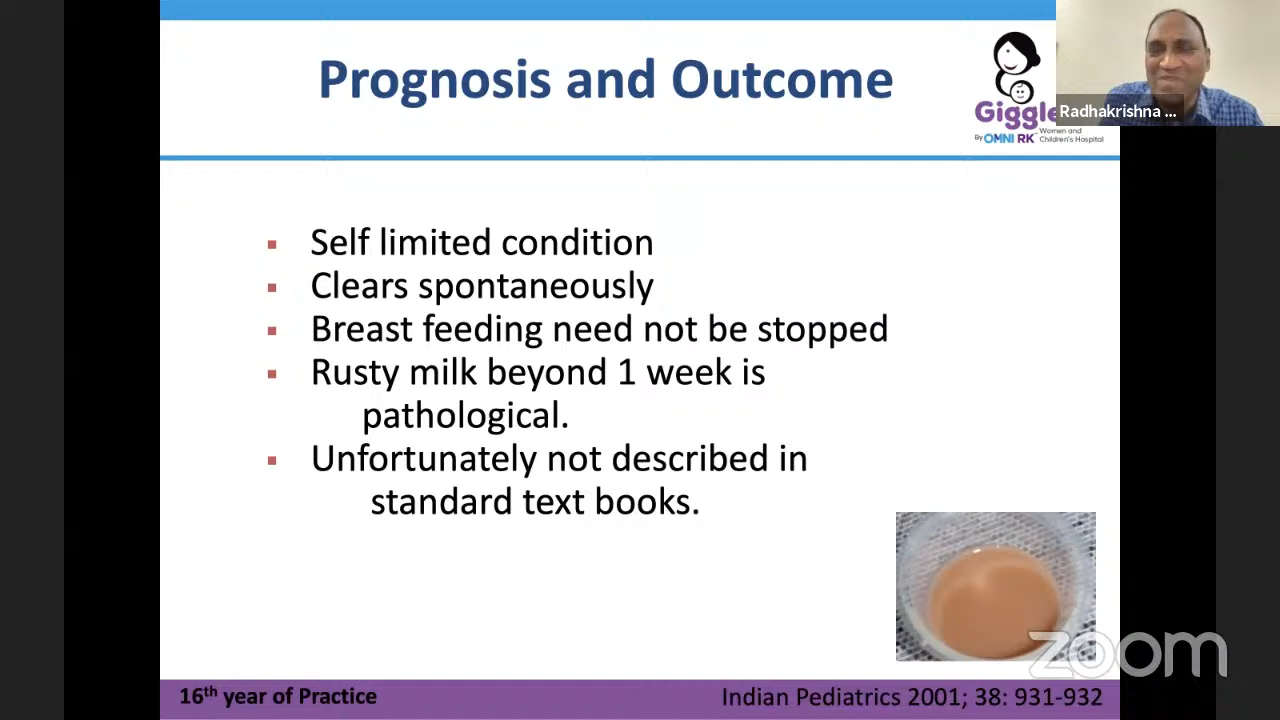 Prognosis and Outcome
Giggle
By OMNI RK Women and
Children's Hospital
Radhakrishna ...
▪ Self limited condition
▪ Clears spontaneously
▪ Breast feeding need not be stopped
▪ Rusty milk beyond 1 week is
pathological.
▪ Unfortunately not described in
standard text books.
zoom
16th year of Practice
Indian Pediatrics 2001; 38: 931-932